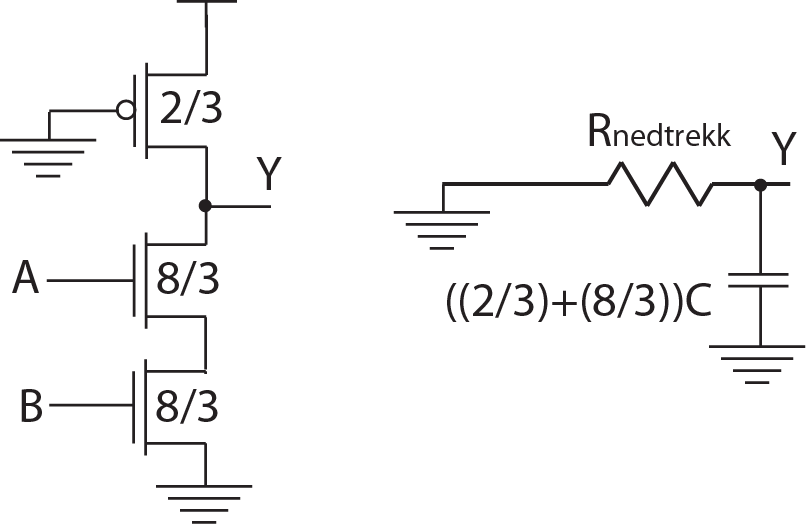 2/3
Y
A
8/3
B
8/3
Rnedtrekk
Y
((2/3)+(8/3))C